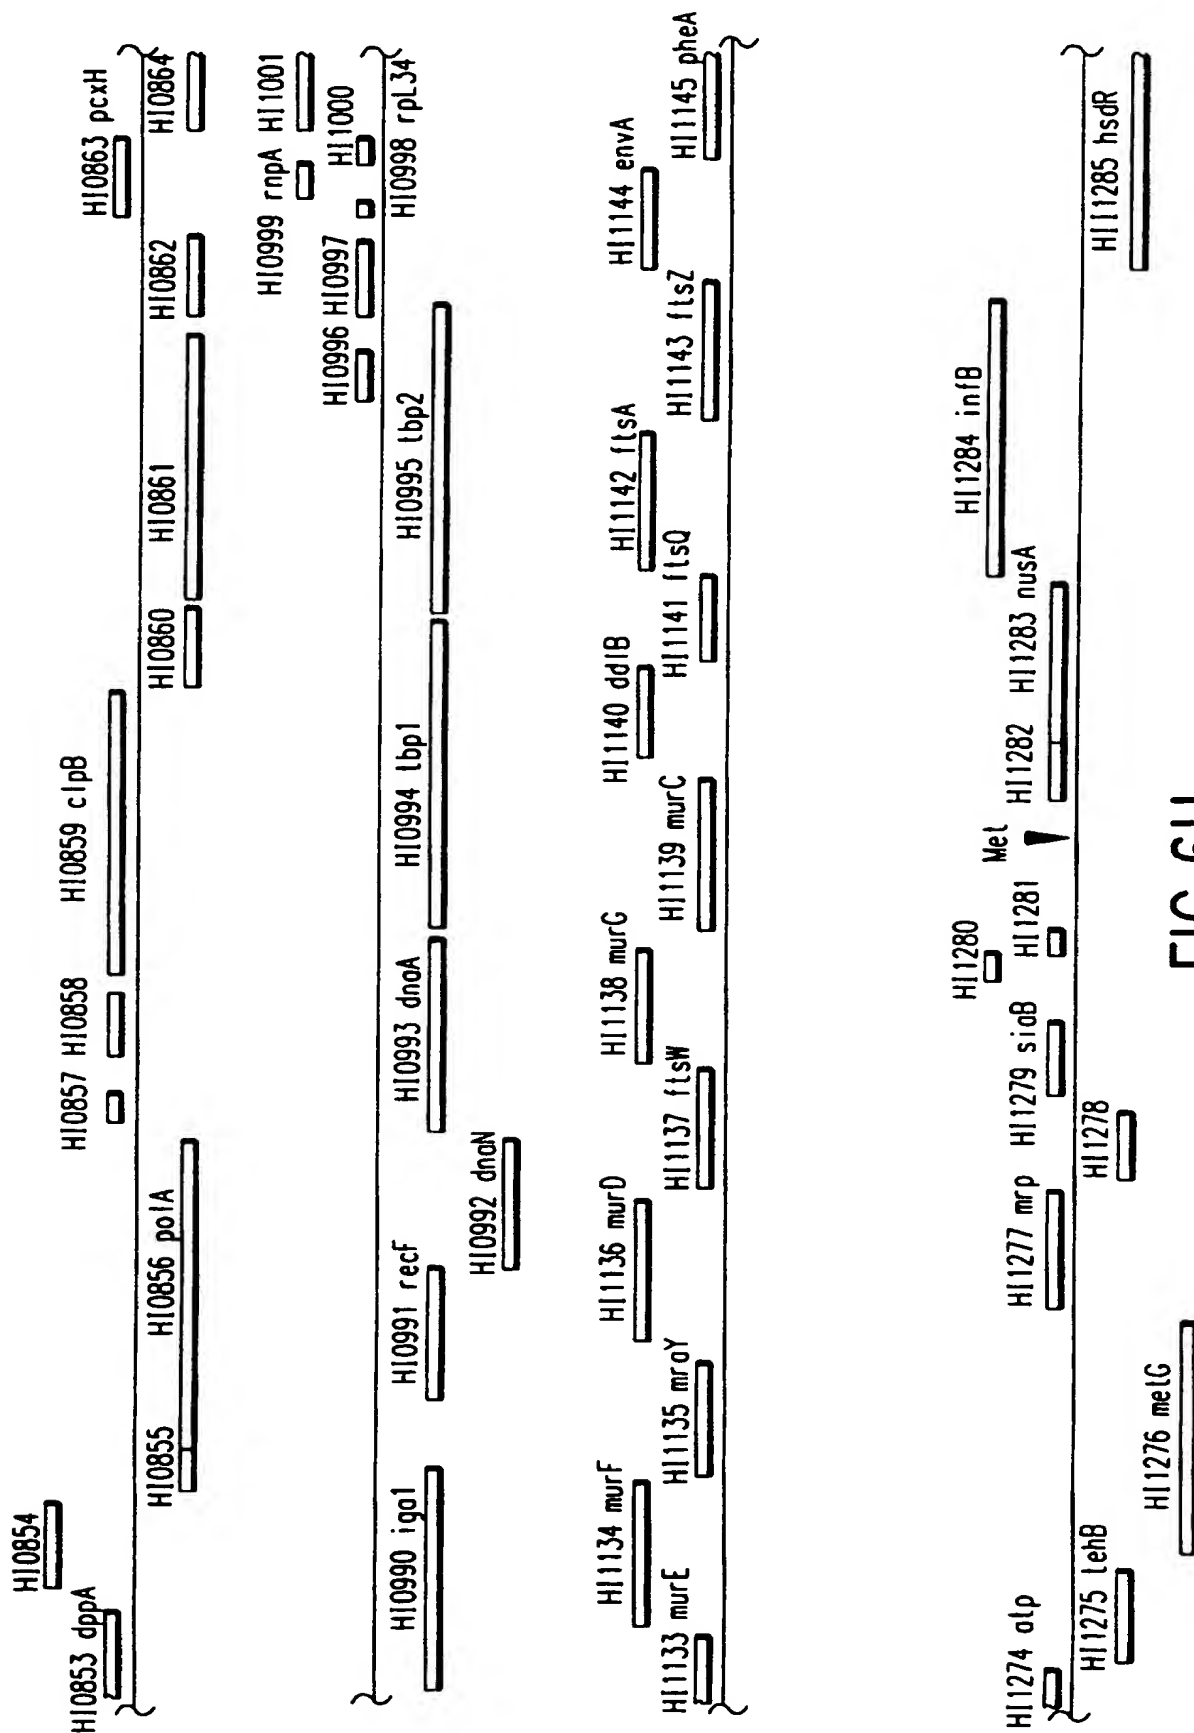 HI0853 dppA
HI0854
HI0855
HI0856 polA
HI0857
HI0858
HI0859 clpB
HI0860
HI0861
HI0862
HI0863 pcxH
HI0864
HI0990 iga1
HI0991 recF
HI0992 dnaN
HI0993 dnaA
HI0994 tbp1
HI0995 tbp2
HI0996
HI0997
HI0998 rpL34
HI0999 rnpA
HI1000
HI1001
HI1133 murE
HI1134 murF
HI1135 mraY
HI1136 murD
HI1137 ftsW
HI1138 murG
HI1139 murC
HI1140 ddlB
HI1141 ftsQ
HI1142 ftsA
HI1143 ftsZ
HI1144 envA
HI1145 pheA
HI1274 atp
HI1275 tehB
HI1276 metG
HI1277 mrp
HI1278
HI1279 siaB
HI1280
HI1281
Met
HI1282
HI1283 nusA
HI1284 infB
HI1285 hsdR